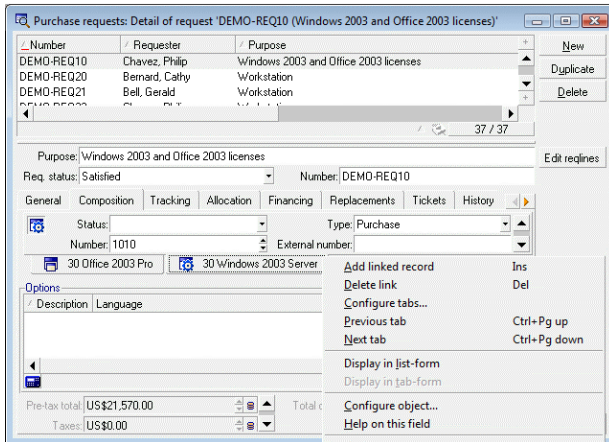 Purchase requests: Detail of request 'DEMO-REQ10 (Windows 2003 and Office 2003 licenses)'
Number Requester Purpose
DEMO-REQ10 Chavez, Philip Windows 2003 and Office 2003 licenses
DEMO-REQ20 Bernard, Cathy Workstation
DEMO-REQ21 Bell, Gerald Workstation
37 / 37
New
Duplicate
Delete
Purpose: Windows 2003 and Office 2003 licenses
Edit reqlines
Req. status: Satisfied Number: DEMO-REQ10
General Composition Tracking Allocation Financing Replacements Tickets History
Status: Type: Purchase
Number: 1010 External number:
30 Office 2003 Pro 30 Windows 2003 Server
Options
Description Language
Add linked record Ins
Delete link Del
Configure tabs...
Previous tab Ctrl+Pg up
Next tab Ctrl+Pg down
Display in list-form
Display in tab-form
Configure object...
Help on this field
Pre-tax total: US$21,570.00 Total
Taxes: US$0.00